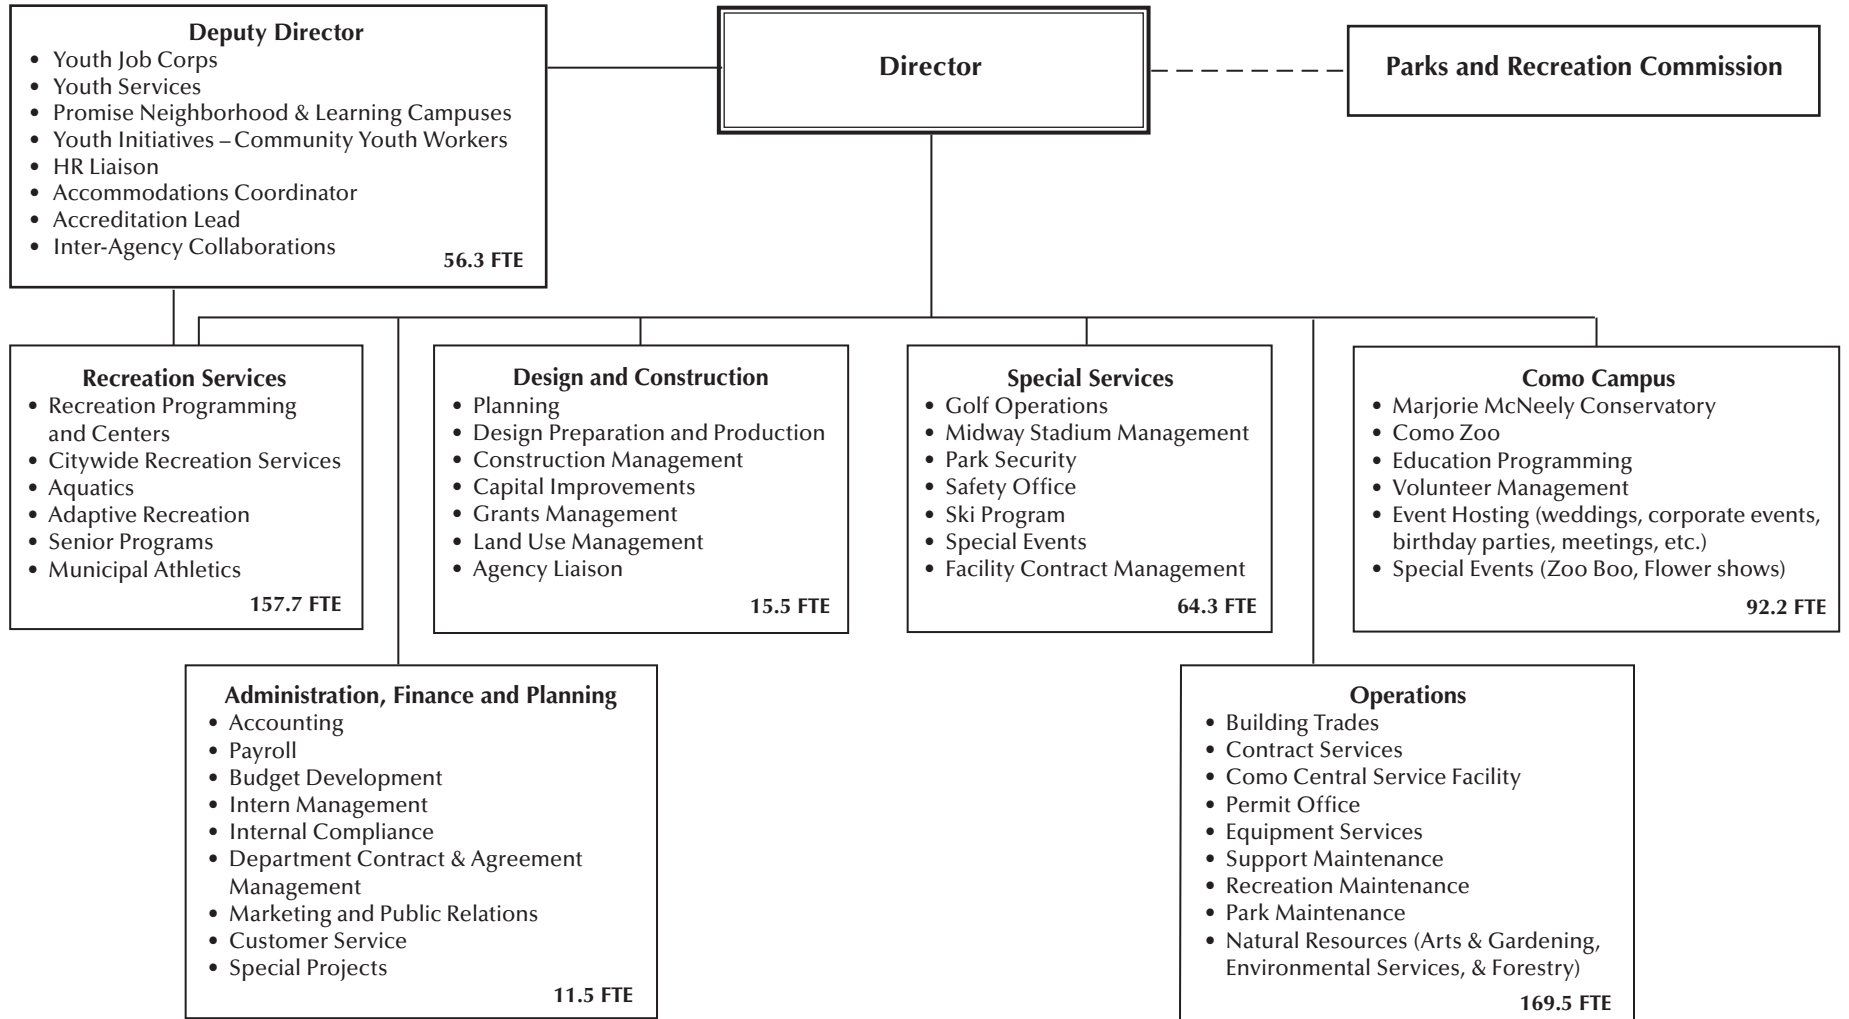 Deputy Director
• Youth Job Corps
• Youth Services
• Promise Neighborhood & Learning Campuses
• Youth Initiatives – Community Youth Workers
• HR Liaison
• Accommodations Coordinator
• Accreditation Lead
• Inter-Agency Collaborations
56.3 FTE
Director
Parks and Recreation Commission
Recreation Services
• Recreation Programming
and Centers
• Citywide Recreation Services
• Aquatics
• Adaptive Recreation
• Senior Programs
• Municipal Athletics
157.7 FTE
Design and Construction
• Planning
• Design Preparation and Production
• Construction Management
• Capital Improvements
• Grants Management
• Land Use Management
• Agency Liaison
15.5 FTE
Special Services
• Golf Operations
• Midway Stadium Management
• Park Security
• Safety Office
• Ski Program
• Special Events
• Facility Contract Management
64.3 FTE
Como Campus
• Marjorie McNeely Conservatory
• Como Zoo
• Education Programming
• Volunteer Management
• Event Hosting (weddings, corporate events,
birthday parties, meetings, etc.)
• Special Events (Zoo Boo, Flower shows)
92.2 FTE
Administration, Finance and Planning
• Accounting
• Payroll
• Budget Development
• Intern Management
• Internal Compliance
• Department Contract & Agreement
Management
• Marketing and Public Relations
• Customer Service
• Special Projects
11.5 FTE
Operations
• Building Trades
• Contract Services
• Como Central Service Facility
• Permit Office
• Equipment Services
• Support Maintenance
• Recreation Maintenance
• Park Maintenance
• Natural Resources (Arts & Gardening,
Environmental Services, & Forestry)
169.5 FTE